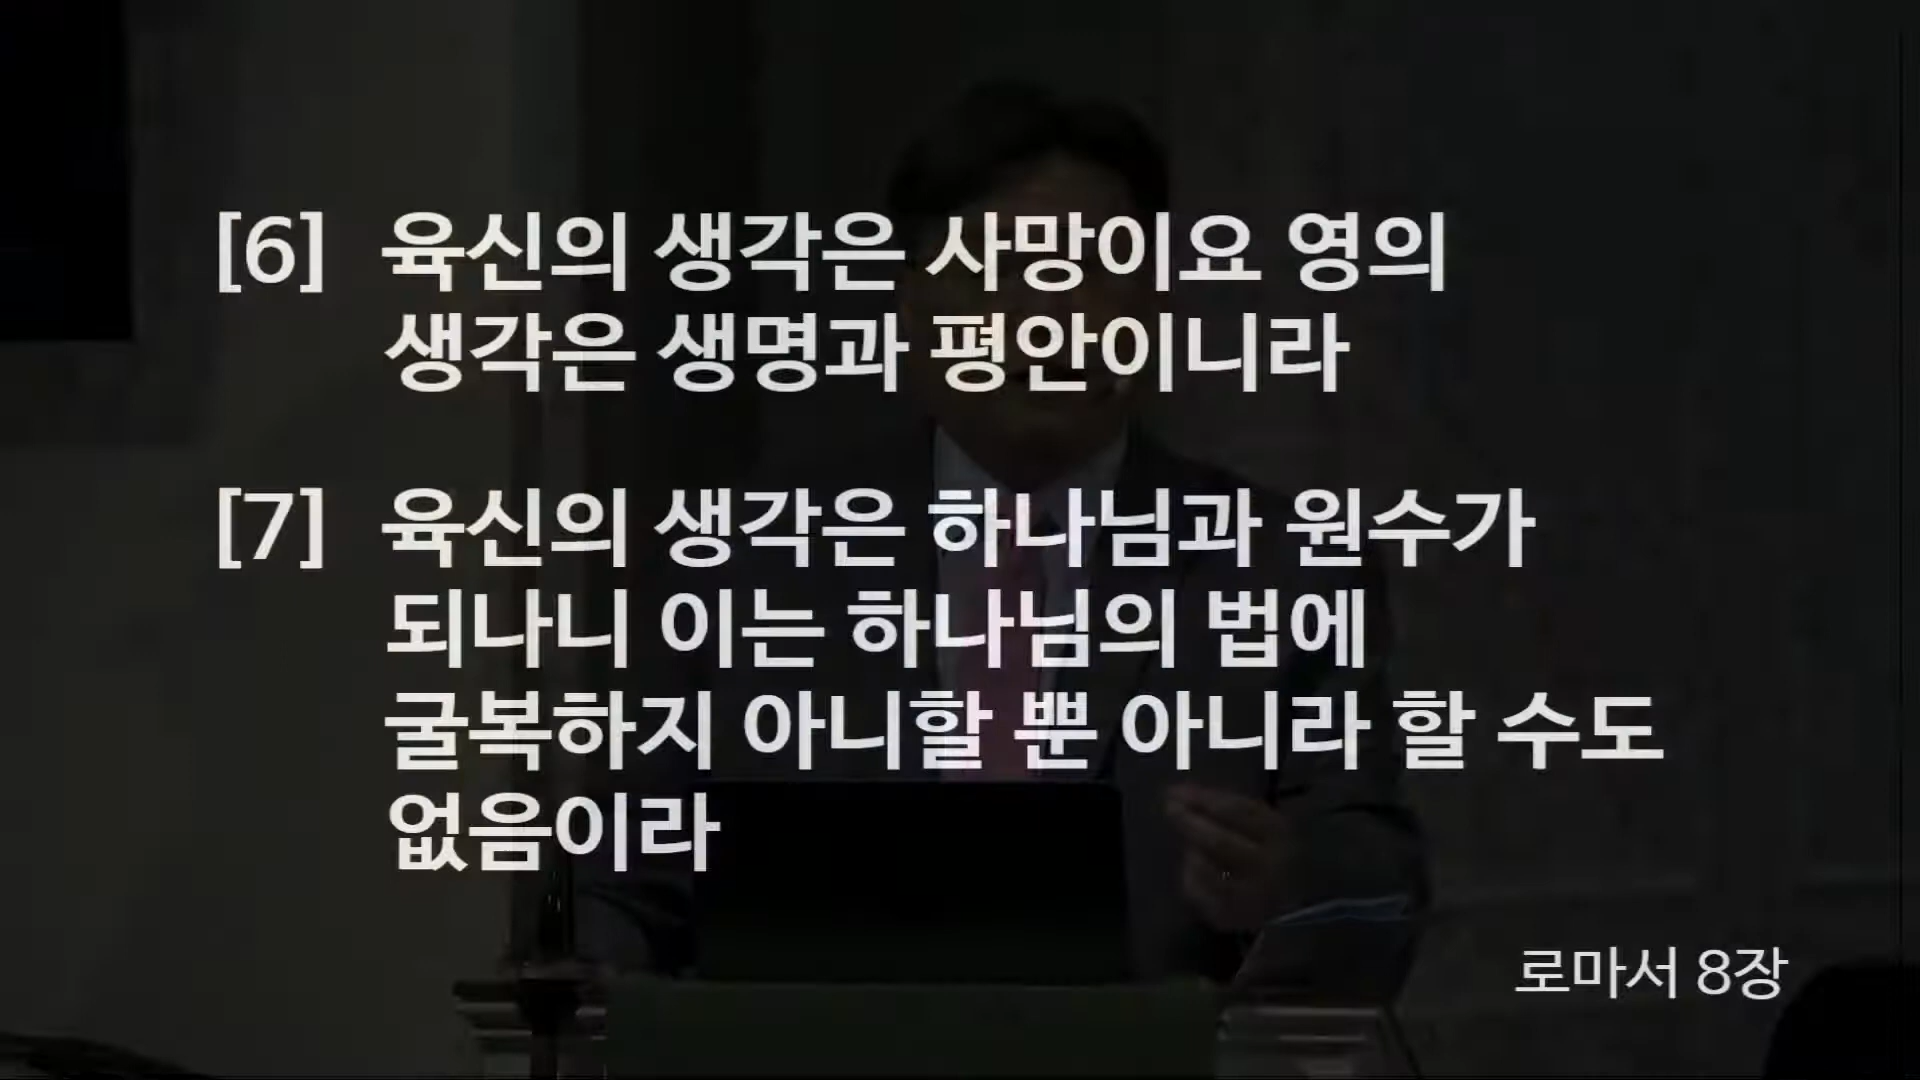 [6] 육신의 생각은 사망이요 영의
생각은 생명과 평안이니라
[7] 육신의 생각은 하나님과 원수가
되나니 이는 하나님의 법에
굴복하지 아니할 뿐 아니라 할 수도
없음이라
로마서 8장